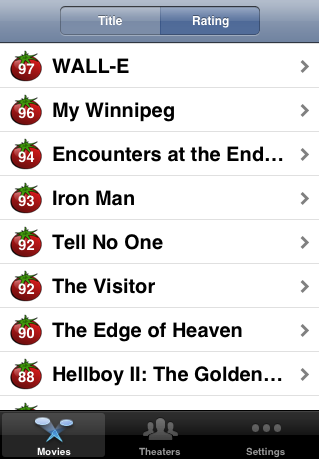 Title Rating
97 WALL-E
96 My Winnipeg
94 Encounters at the End...
93 Iron Man
92 Tell No One
92 The Visitor
90 The Edge of Heaven
88 Hellboy II: The Golden...
Movies Theaters Settings